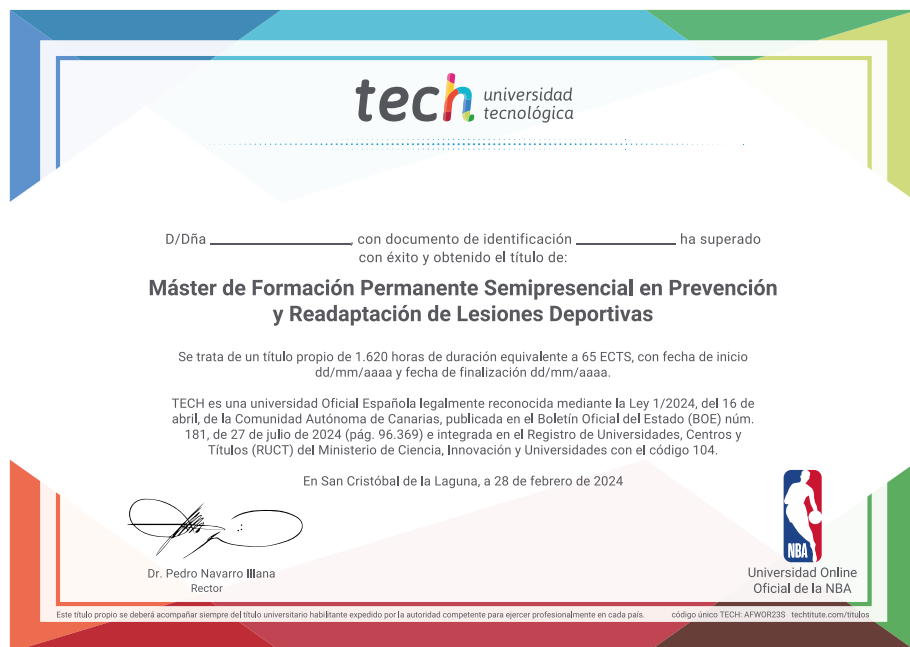 tech universidad
tecnológica
D/Dña ____________________, con documento de identificación ______________ ha superado
con éxito y obtenido el título de:
Máster de Formación Permanente Semipresencial en Prevención
y Readaptación de Lesiones Deportivas
Se trata de un título propio de 1.620 horas de duración equivalente a 65 ECTS, con fecha de inicio
dd/mm/aaaa y fecha de finalización dd/mm/aaaa.
TECH es una universidad Oficial Española legalmente reconocida mediante la Ley 1/2024, del 16 de
abril, de la Comunidad Autónoma de Canarias, publicada en el Boletín Oficial del Estado (BOE) núm.
181, de 27 de julio de 2024 (pág. 96.369) e integrada en el Registro de Universidades, Centros y
Títulos (RUCT) del Ministerio de Ciencia, Innovación y Universidades con el código 104.
En San Cristóbal de la Laguna, a 28 de febrero de 2024
Dr. Pedro Navarro Illana
Rector
NBA
Universidad Online
Oficial de la NBA
Este título propio se deberá acompañar siempre del título universitario habilitante expedido por la autoridad competente para ejercer profesionalmente en cada país. código único TECH: AFWOR23S techtitute.com/titulos